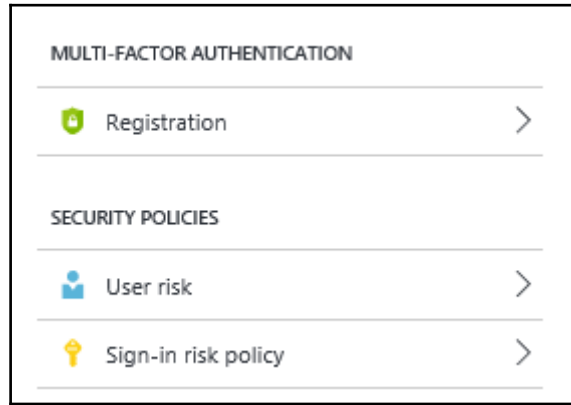 MULTI-FACTOR AUTHENTICATION
Registration
SECURITY POLICIES
User risk
Sign-in risk policy